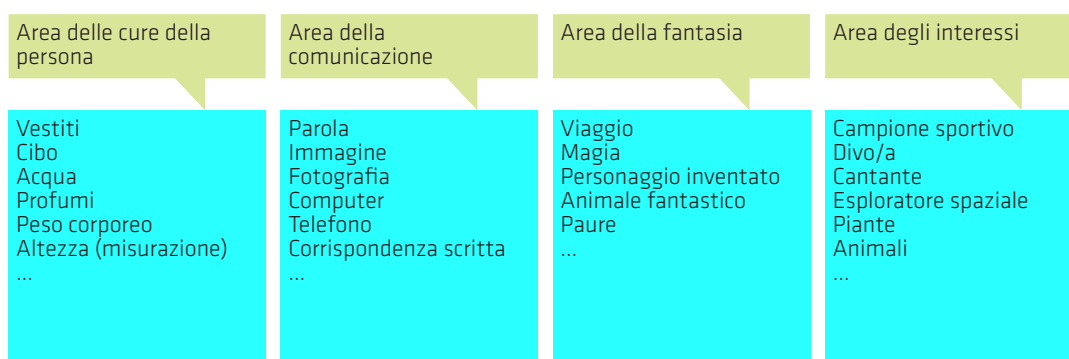 Area delle cure della
persona
Vestiti
Cibo
Acqua
Profumi
Peso corporeo
Altezza (misurazione)
...
Area della
comunicazione
Parola
Immagine
Fotografia
Computer
Telefono
Corrispondenza scritta
...
Area della fantasia
Viaggio
Magia
Personaggio inventato
Animale fantastico
Paure
...
Area degli interessi
Campione sportivo
Divo/a
Cantante
Esploratore spaziale
Piante
Animali
...